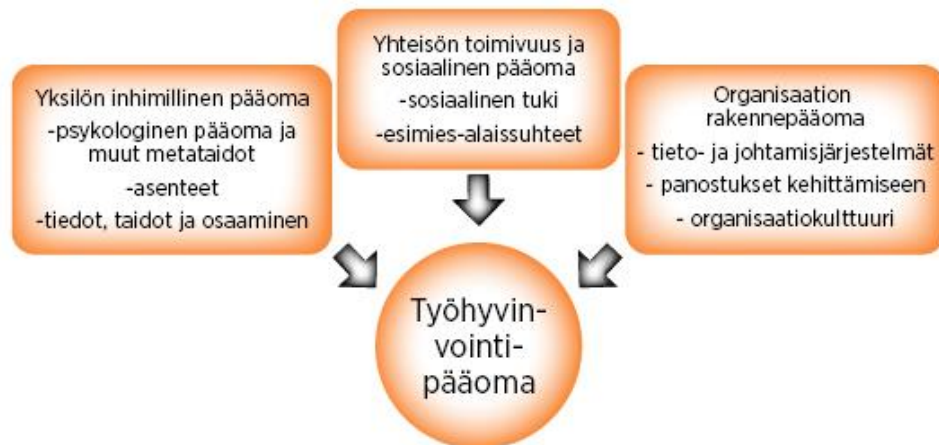 Yksilön inhimillinen pääoma
-psykologinen pääoma ja
muut metataidot
-asenteet
-tiedot, taidot ja osaaminen
Yhteisön toimivuus ja
sosiaalinen pääoma
-sosiaalinen tuki
-esimies-alaissuhteet
Organisaation
rakennepääoma
- tieto- ja johtamisjärjestelmät
- panostukset kehittämiseen
- organisaatiokulttuuri
Työhyvin-
vointi-
pääoma